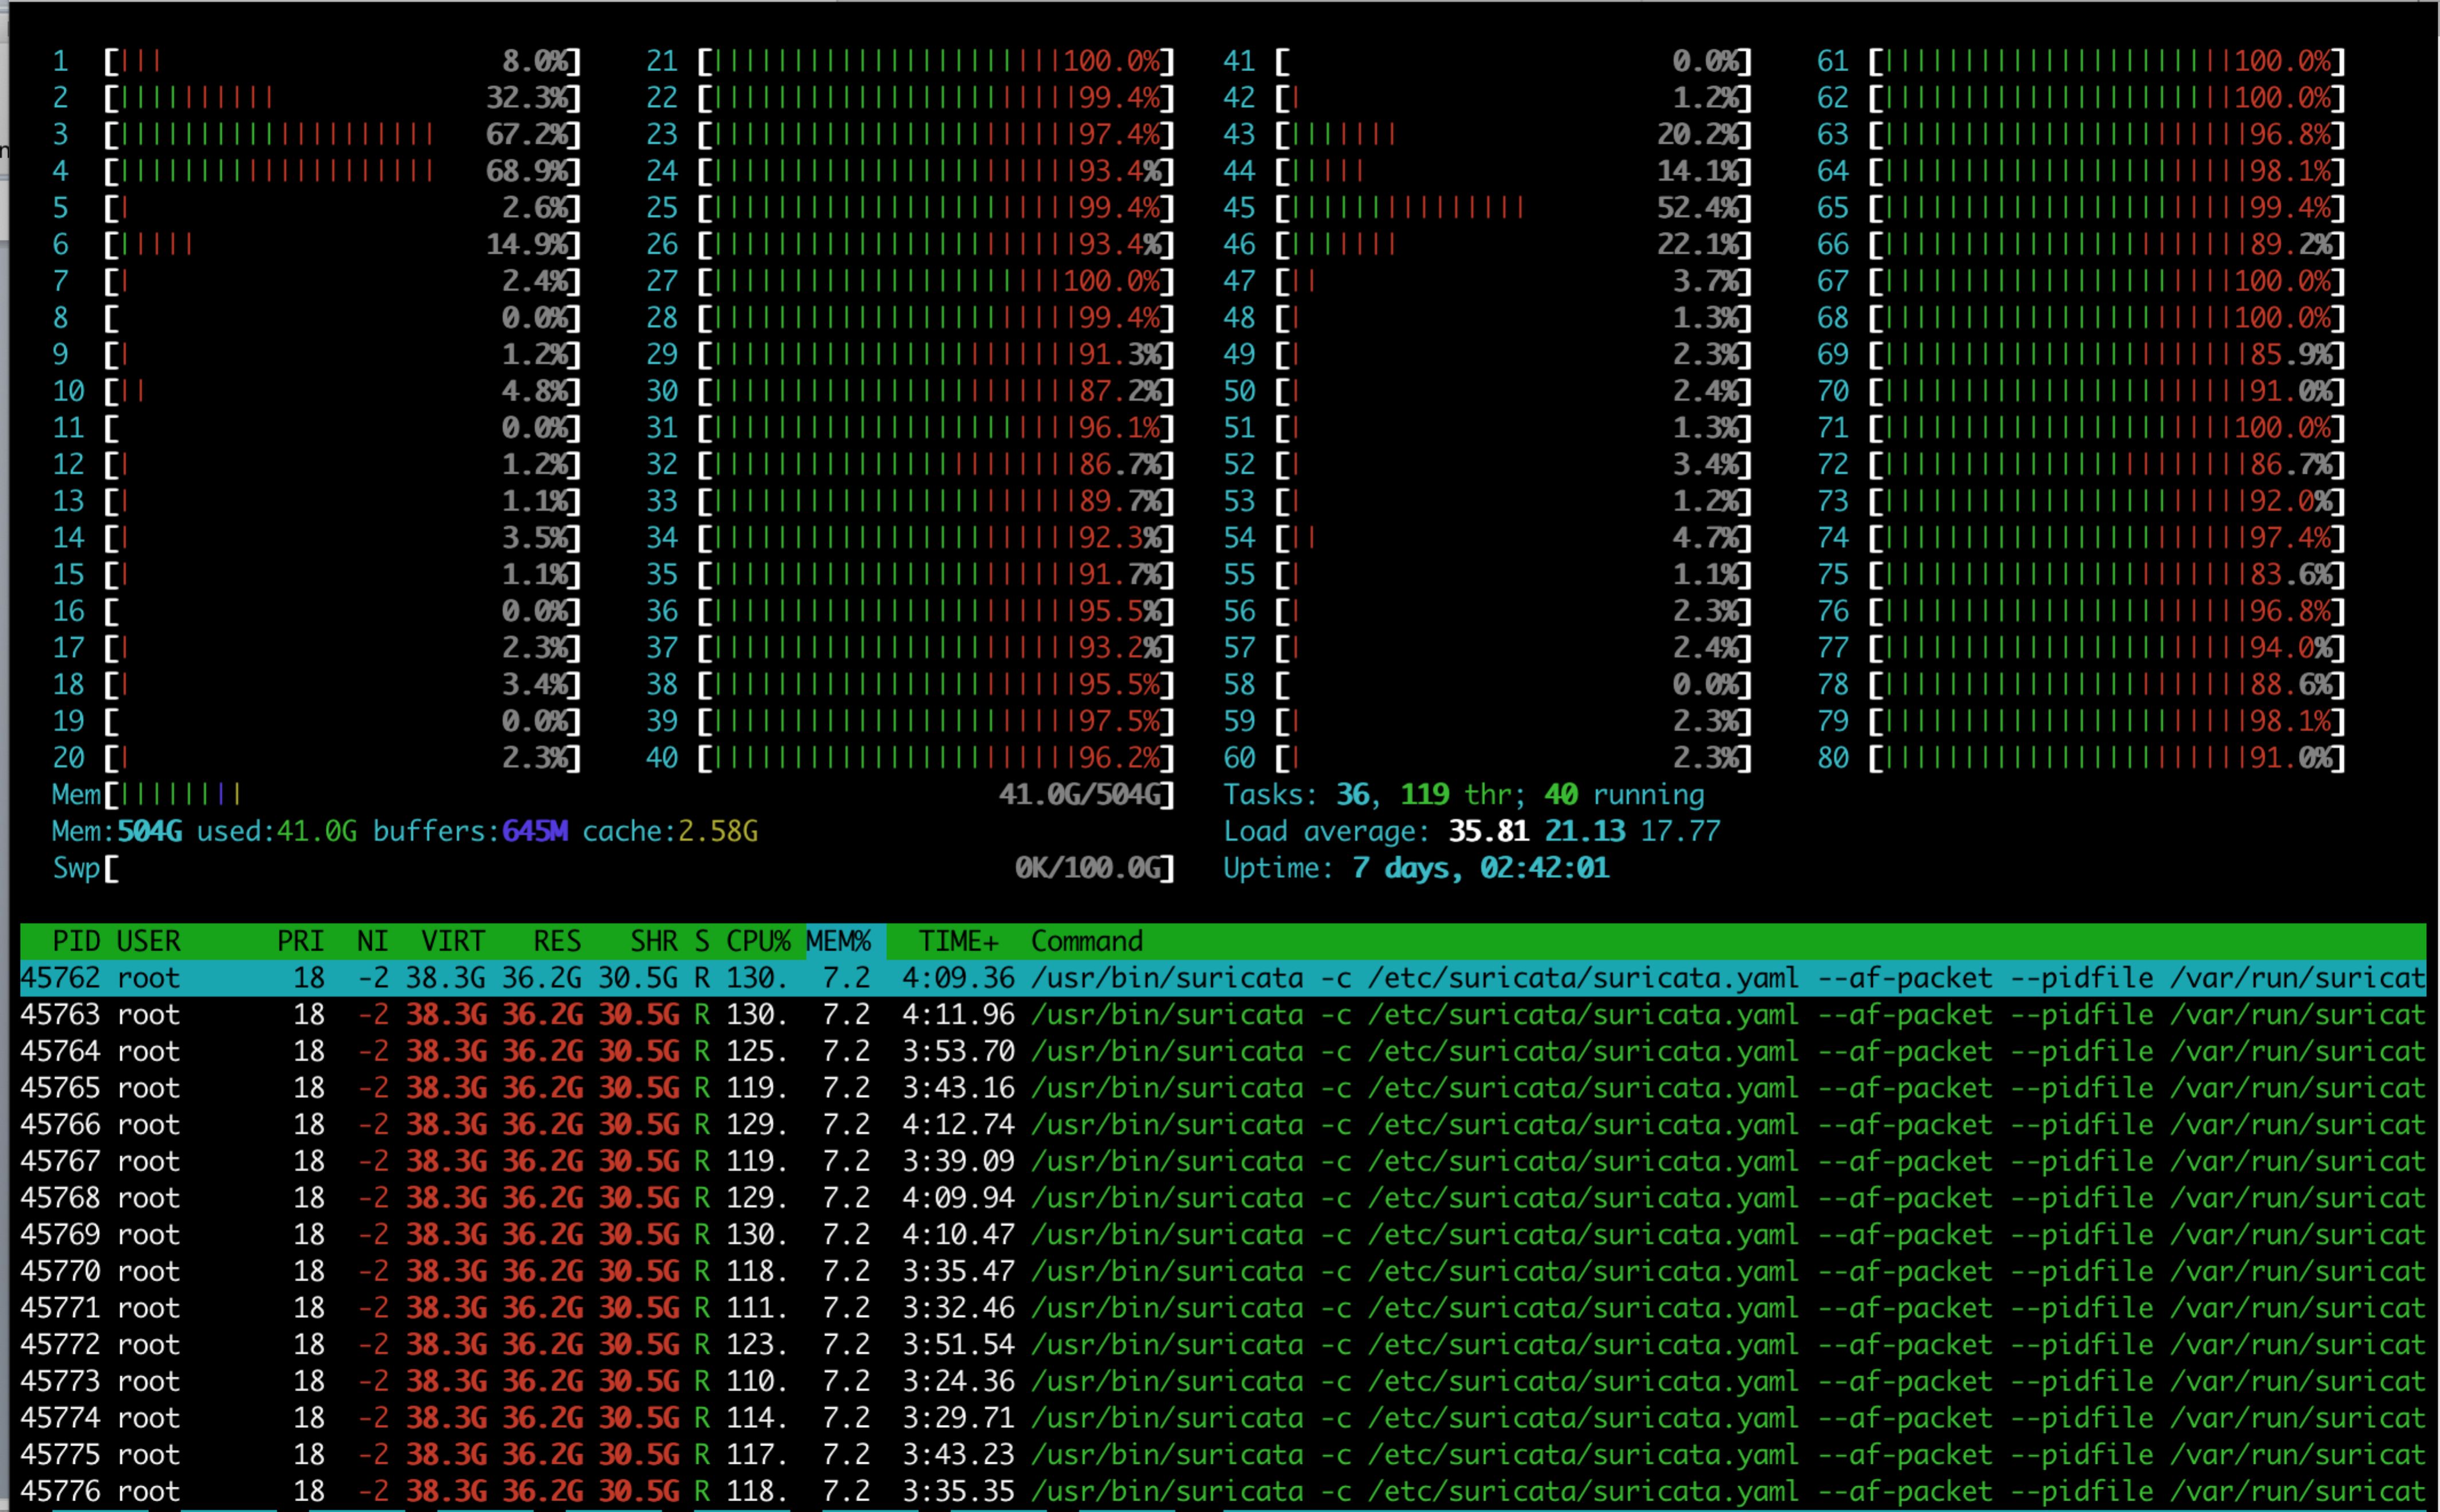 1 [||| 8.0%] 21 [||||||||||||||||||||||100.0%] 41 [ 0.0%] 61 [||||||||||||||||||||||100.0%]
2 [|||||||||| 32.3%] 22 [|||||||||||||||||||||||99.4%] 42 [| 1.2%] 62 [||||||||||||||||||||||100.0%]
3 [|||||||||||||||||||| 67.2%] 23 [|||||||||||||||||||||||97.4%] 43 [||||||| 20.2%] 63 [|||||||||||||||||||||||96.8%]
4 [|||||||||||||||||||| 68.9%] 24 [|||||||||||||||||||||||93.4%] 44 [||||| 14.1%] 64 [|||||||||||||||||||||||98.1%]
5 [| 2.6%] 25 [|||||||||||||||||||||||99.4%] 45 [||||||||||||||| 52.4%] 65 [|||||||||||||||||||||||99.4%]
6 [||||| 14.9%] 26 [|||||||||||||||||||||||93.4%] 46 [||||||| 22.1%] 66 [|||||||||||||||||||||||89.2%]
7 [| 2.4%] 27 [||||||||||||||||||||||100.0%] 47 [|| 3.7%] 67 [||||||||||||||||||||||100.0%]
8 [ 0.0%] 28 [|||||||||||||||||||||||99.4%] 48 [| 1.3%] 68 [||||||||||||||||||||||100.0%]
9 [| 1.2%] 29 [|||||||||||||||||||||||91.3%] 49 [| 2.3%] 69 [|||||||||||||||||||||||85.9%]
10 [|| 4.8%] 30 [|||||||||||||||||||||||87.2%] 50 [| 2.4%] 70 [|||||||||||||||||||||||91.0%]
11 [ 0.0%] 31 [|||||||||||||||||||||||96.1%] 51 [| 1.3%] 71 [||||||||||||||||||||||100.0%]
12 [| 1.2%] 32 [|||||||||||||||||||||||86.7%] 52 [| 3.4%] 72 [|||||||||||||||||||||||86.7%]
13 [| 1.1%] 33 [|||||||||||||||||||||||89.7%] 53 [| 1.2%] 73 [|||||||||||||||||||||||92.0%]
14 [| 3.5%] 34 [|||||||||||||||||||||||92.3%] 54 [|| 4.7%] 74 [|||||||||||||||||||||||97.4%]
15 [| 1.1%] 35 [|||||||||||||||||||||||91.7%] 55 [| 1.1%] 75 [|||||||||||||||||||||||83.6%]
16 [ 0.0%] 36 [|||||||||||||||||||||||95.5%] 56 [| 2.3%] 76 [|||||||||||||||||||||||96.8%]
17 [| 2.3%] 37 [|||||||||||||||||||||||93.2%] 57 [| 2.4%] 77 [|||||||||||||||||||||||94.0%]
18 [| 3.4%] 38 [|||||||||||||||||||||||95.5%] 58 [ 0.0%] 78 [|||||||||||||||||||||||88.6%]
19 [ 0.0%] 39 [|||||||||||||||||||||||97.5%] 59 [| 2.3%] 79 [|||||||||||||||||||||||98.1%]
20 [| 2.3%] 40 [|||||||||||||||||||||||96.2%] 60 [| 2.3%] 80 [|||||||||||||||||||||||91.0%]
Mem[|||||||| 41.0G/504G] Tasks: 36, 119 thr; 40 running
Mem:504G used:41.0G buffers:645M cache:2.58G Load average: 35.81 21.13 17.77
Swp[ 0K/100.0G] Uptime: 7 days, 02:42:01
PID USER PRI NI VIRT RES SHR S CPU% MEM% TIME+ Command
45762 root 18 -2 38.3G 36.2G 30.5G R 130. 7.2 4:09.36 /usr/bin/suricata -c /etc/suricata/suricata.yaml --af-packet --pidfile /var/run/suricat
45763 root 18 -2 38.3G 36.2G 30.5G R 130. 7.2 4:11.96 /usr/bin/suricata -c /etc/suricata/suricata.yaml --af-packet --pidfile /var/run/suricat
45764 root 18 -2 38.3G 36.2G 30.5G R 125. 7.2 3:53.70 /usr/bin/suricata -c /etc/suricata/suricata.yaml --af-packet --pidfile /var/run/suricat
45765 root 18 -2 38.3G 36.2G 30.5G R 119. 7.2 3:43.16 /usr/bin/suricata -c /etc/suricata/suricata.yaml --af-packet --pidfile /var/run/suricat
45766 root 18 -2 38.3G 36.2G 30.5G R 129. 7.2 4:12.74 /usr/bin/suricata -c /etc/suricata/suricata.yaml --af-packet --pidfile /var/run/suricat
45767 root 18 -2 38.3G 36.2G 30.5G R 119. 7.2 3:39.09 /usr/bin/suricata -c /etc/suricata/suricata.yaml --af-packet --pidfile /var/run/suricat
45768 root 18 -2 38.3G 36.2G 30.5G R 129. 7.2 4:09.94 /usr/bin/suricata -c /etc/suricata/suricata.yaml --af-packet --pidfile /var/run/suricat
45769 root 18 -2 38.3G 36.2G 30.5G R 130. 7.2 4:10.47 /usr/bin/suricata -c /etc/suricata/suricata.yaml --af-packet --pidfile /var/run/suricat
45770 root 18 -2 38.3G 36.2G 30.5G R 118. 7.2 3:35.47 /usr/bin/suricata -c /etc/suricata/suricata.yaml --af-packet --pidfile /var/run/suricat
45771 root 18 -2 38.3G 36.2G 30.5G R 111. 7.2 3:32.46 /usr/bin/suricata -c /etc/suricata/suricata.yaml --af-packet --pidfile /var/run/suricat
45772 root 18 -2 38.3G 36.2G 30.5G R 123. 7.2 3:51.54 /usr/bin/suricata -c /etc/suricata/suricata.yaml --af-packet --pidfile /var/run/suricat
45773 root 18 -2 38.3G 36.2G 30.5G R 110. 7.2 3:24.36 /usr/bin/suricata -c /etc/suricata/suricata.yaml --af-packet --pidfile /var/run/suricat
45774 root 18 -2 38.3G 36.2G 30.5G R 114. 7.2 3:29.71 /usr/bin/suricata -c /etc/suricata/suricata.yaml --af-packet --pidfile /var/run/suricat
45775 root 18 -2 38.3G 36.2G 30.5G R 117. 7.2 3:43.23 /usr/bin/suricata -c /etc/suricata/suricata.yaml --af-packet --pidfile /var/run/suricat
45776 root 18 -2 38.3G 36.2G 30.5G R 118. 7.2 3:35.35 /usr/bin/suricata -c /etc/suricata/suricata.yaml --af-packet --pidfile /var/run/suricat